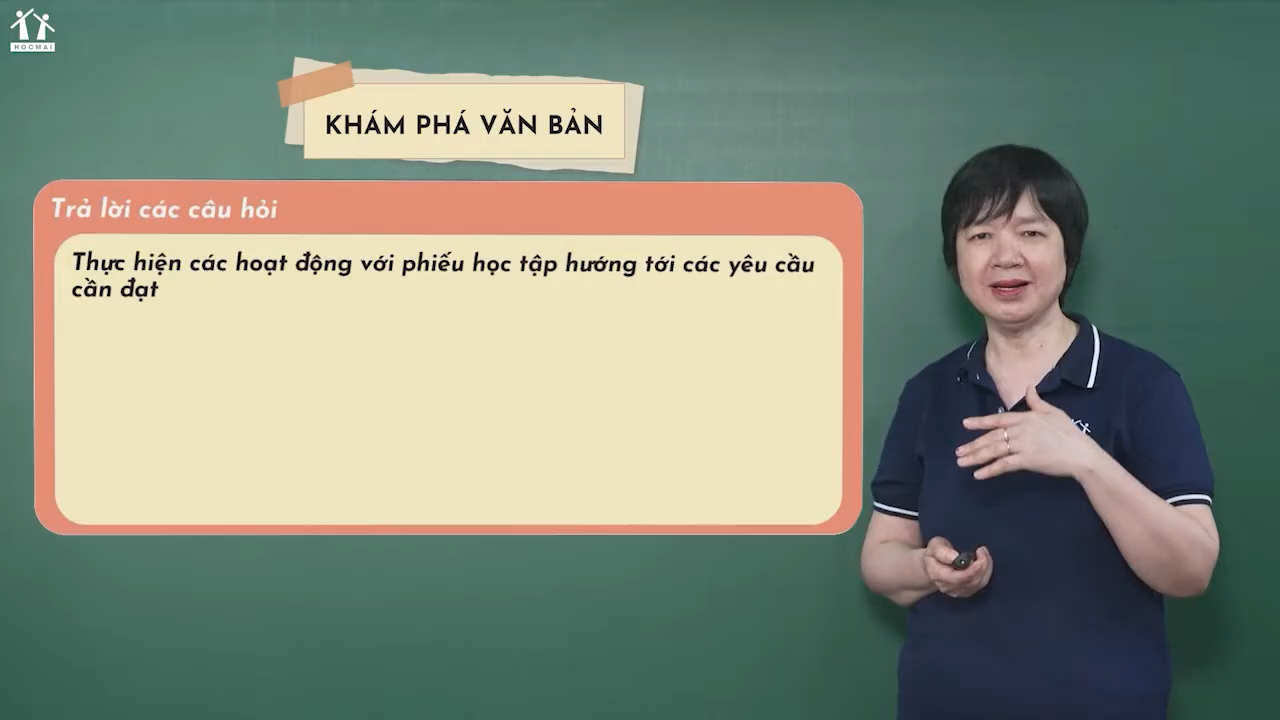 HOCMAI
KHÁM PHÁ VĂN BẢN
Trả lời các câu hỏi
Thực hiện các hoạt động với phiếu học tập hướng tới các yêu cầu
cần đạt